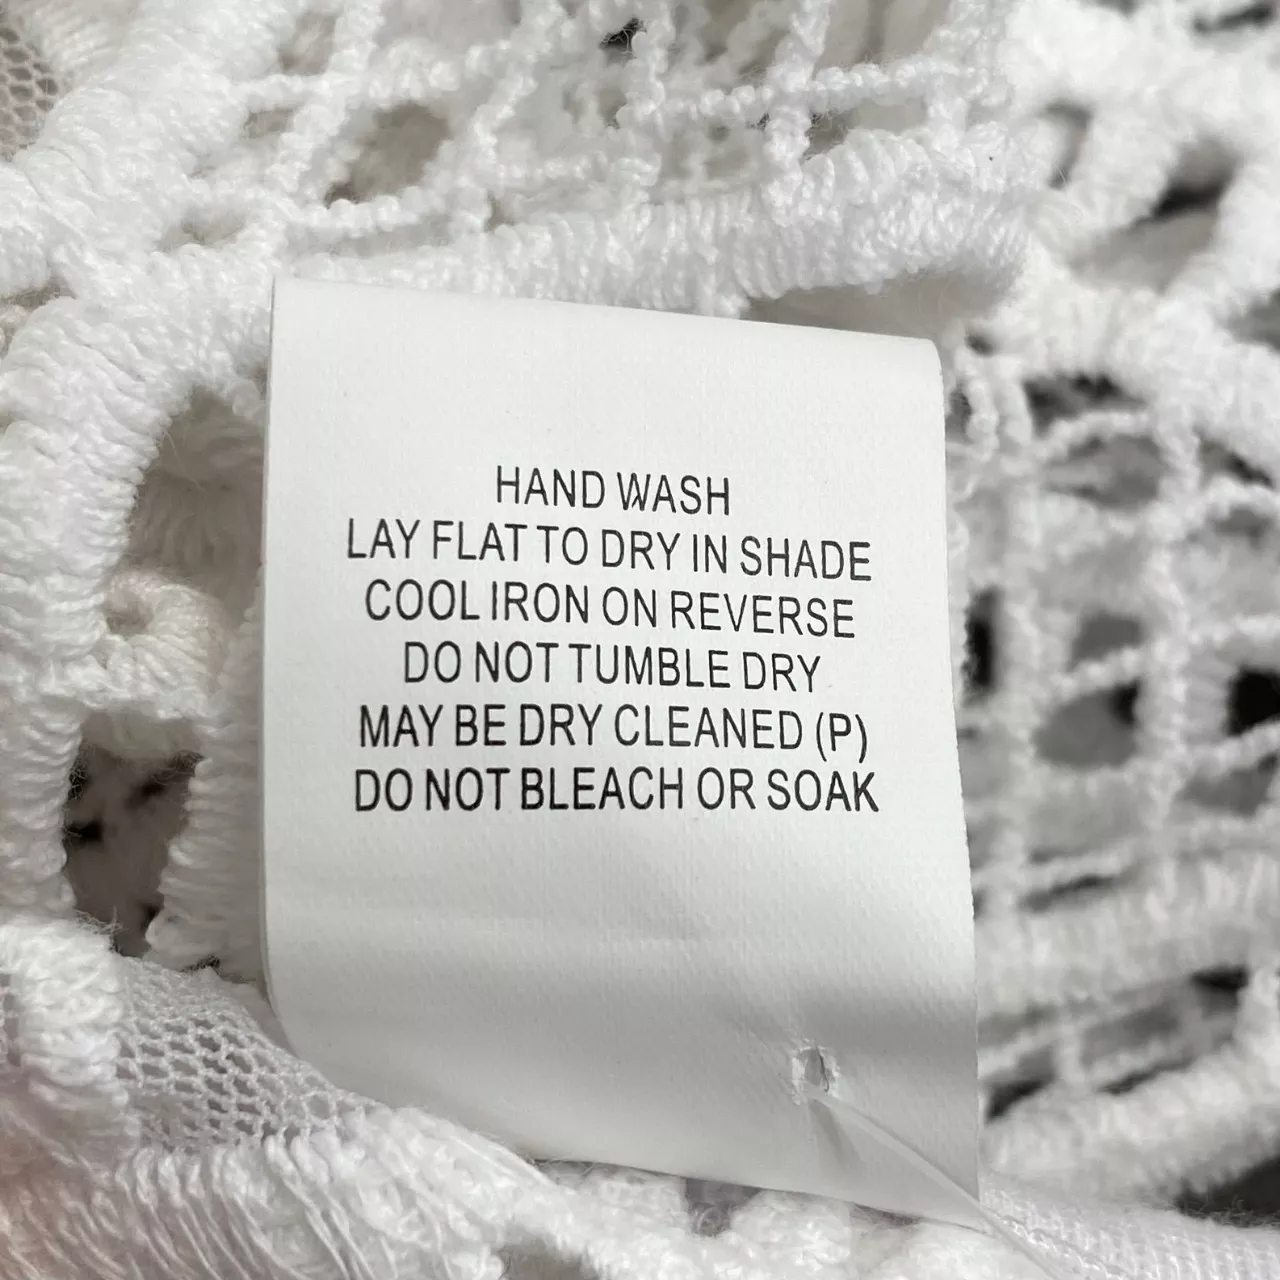 HAND WASH
LAY FLAT TO DRY IN SHADE
COOL IRON ON REVERSE
DO NOT TUMBLE DRY
MAY BE DRY CLEANED (P)
DO NOT BLEACH OR SOAK